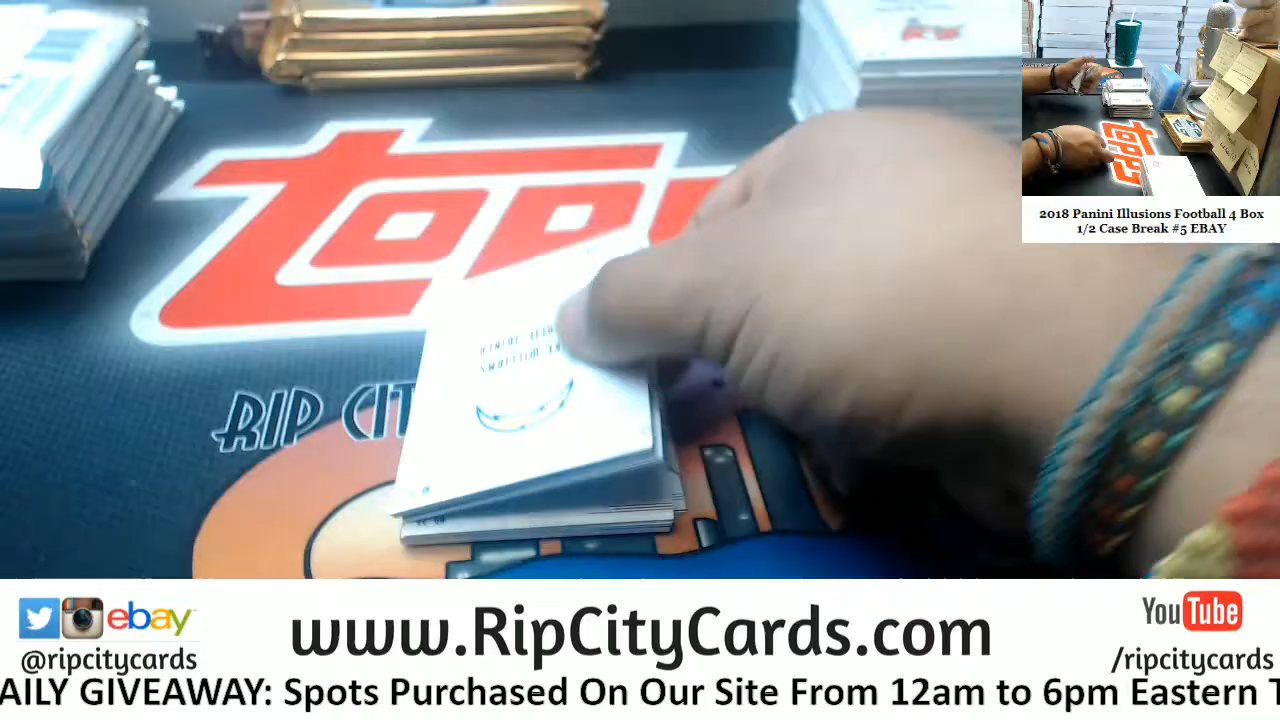 topps
RIP CIT
2018 Panini Illusions Football 4 Box
1/2 Case Break #5 EBAY
ebay
@ripcitycards
www.RipCityCards.com
YouTube
/ripcitycards
AILY GIVEAWAY: Spots Purchased On Our Site From 12am to 6pm Eastern T